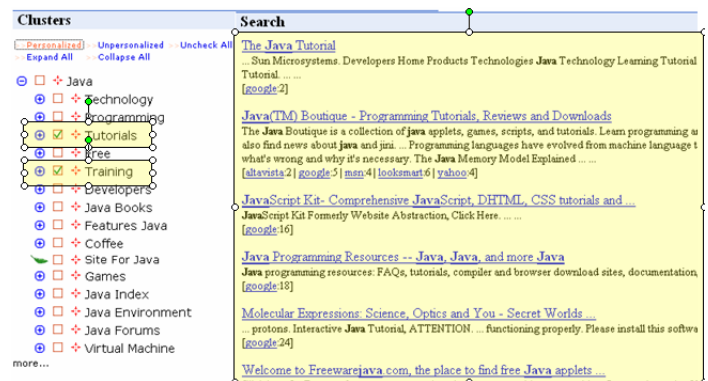 Clusters
>>Personalized >>Unpersonalized >>Uncheck All
>>Expand All >>Collapse All
Java
Technology
Programming
Tutorials
Free
Training
Developers
Java Books
Features Java
Coffee
Site For Java
Games
Java Index
Java Environment
Java Forums
Virtual Machine
more...
Search
The Java Tutorial
... Sun Microsystems. Developers Home Products Technologies Java Technology Learning Tutorial
Tutorial. ... ...
[google:2]
Java(TM) Boutique - Programming Tutorials, Reviews and Downloads
The Java Boutique is a collection of java applets, games, scripts, and tutorials. Learn programming
also find news about java and jini. ... Programming languages have evolved from machine language
what's wrong and why it's necessary. The Java Memory Model Explained ... ...
[altavista:2| google:5| msn:4| looksmart:6| yahoo:4]
JavaScript Kit- Comprehensive JavaScript, DHTML, CSS tutorials and ...
JavaScript Kit Formerly Website Abstraction, Click Here. ... ...
[google:16]
Java Programming Resources -- Java, Java, and more Java
Java programming resources: FAQs, tutorials, compiler and browser download sites, documentation,
[google:18]
Molecular Expressions: Science, Optics and You - Secret Worlds ...
... protons. Interactive Java Tutorial, ATTENTION. ... functioning properly. Please install this
[google:24]
Welcome to Freewarejava.com, the place to find free Java applets ...